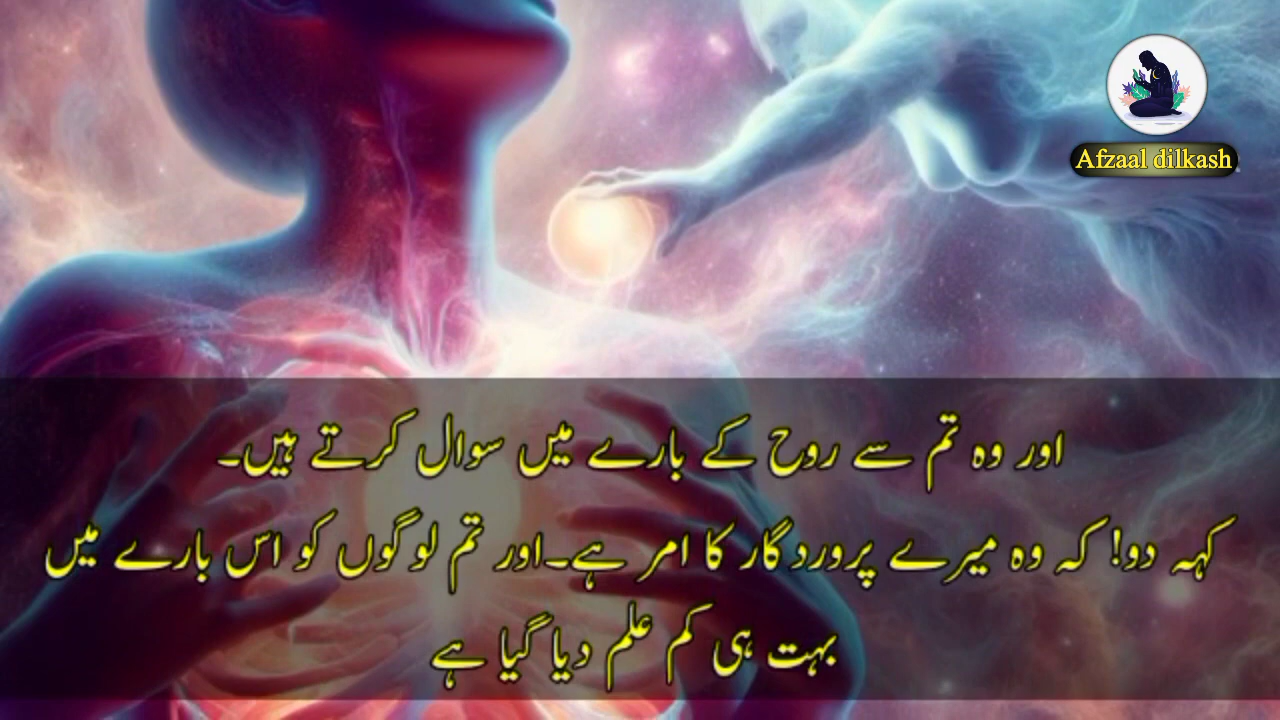 Afzaal dilkash
اور وہ تم سے روح کے بارے میں سوال کرتے ہیں۔
کہہ دو! کہ وہ میرے پروردگار کا امر ہے۔اور تم لوگوں کو اس بارے میں
بہت ہی کم علم دیا گیا ہے